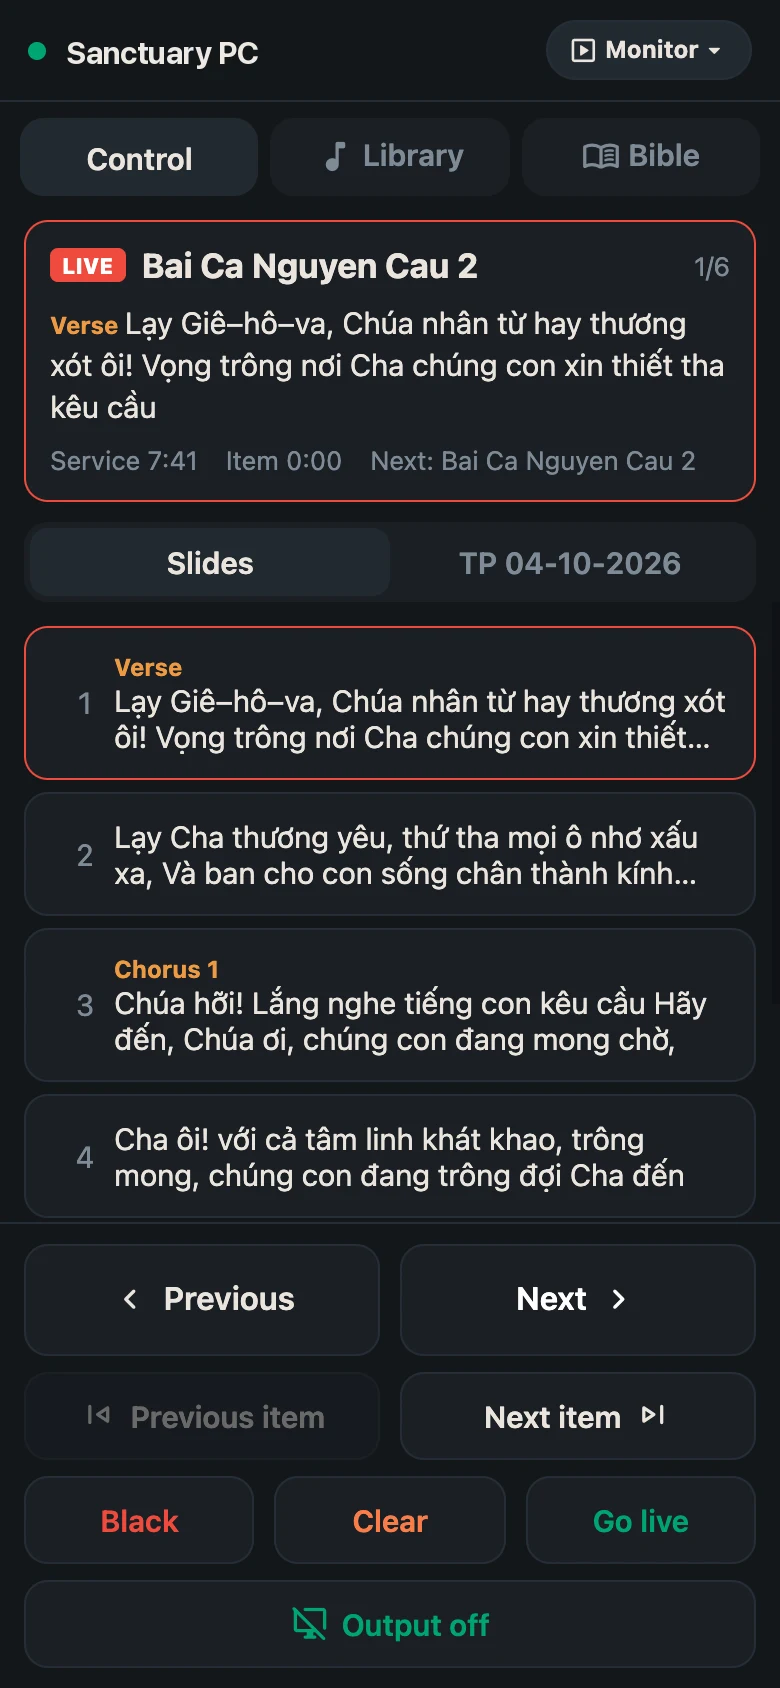 Sanctuary PC
Monitor
Control
Library
Bible
LIVE Bai Ca Nguyen Cau 2 1/6
Verse Lạy Giê–hô–va, Chúa nhân từ hay thương
xót ôi! Vọng trông nơi Cha chúng con xin thiết tha
kêu cầu
Service 7:41 Item 0:00 Next: Bai Ca Nguyen Cau 2
Slides
TP 04-10-2026
Verse
1 Lạy Giê–hô–va, Chúa nhân từ hay thương xót
ôi! Vọng trông nơi Cha chúng con xin thiết...
2 Lạy Cha thương yêu, thứ tha mọi ô nhơ xấu
xa, Và ban cho con sống chân thành kính...
Chorus 1
3 Chúa hỡi! Lắng nghe tiếng con kêu cầu Hãy
đến, Chúa ơi, chúng con đang mong chờ,
4 Cha ôi! với cả tâm linh khát khao, trông
mong, chúng con đang trông đợi Cha đến
Previous
Next
Previous item
Next item
Black
Clear
Go live
Output off